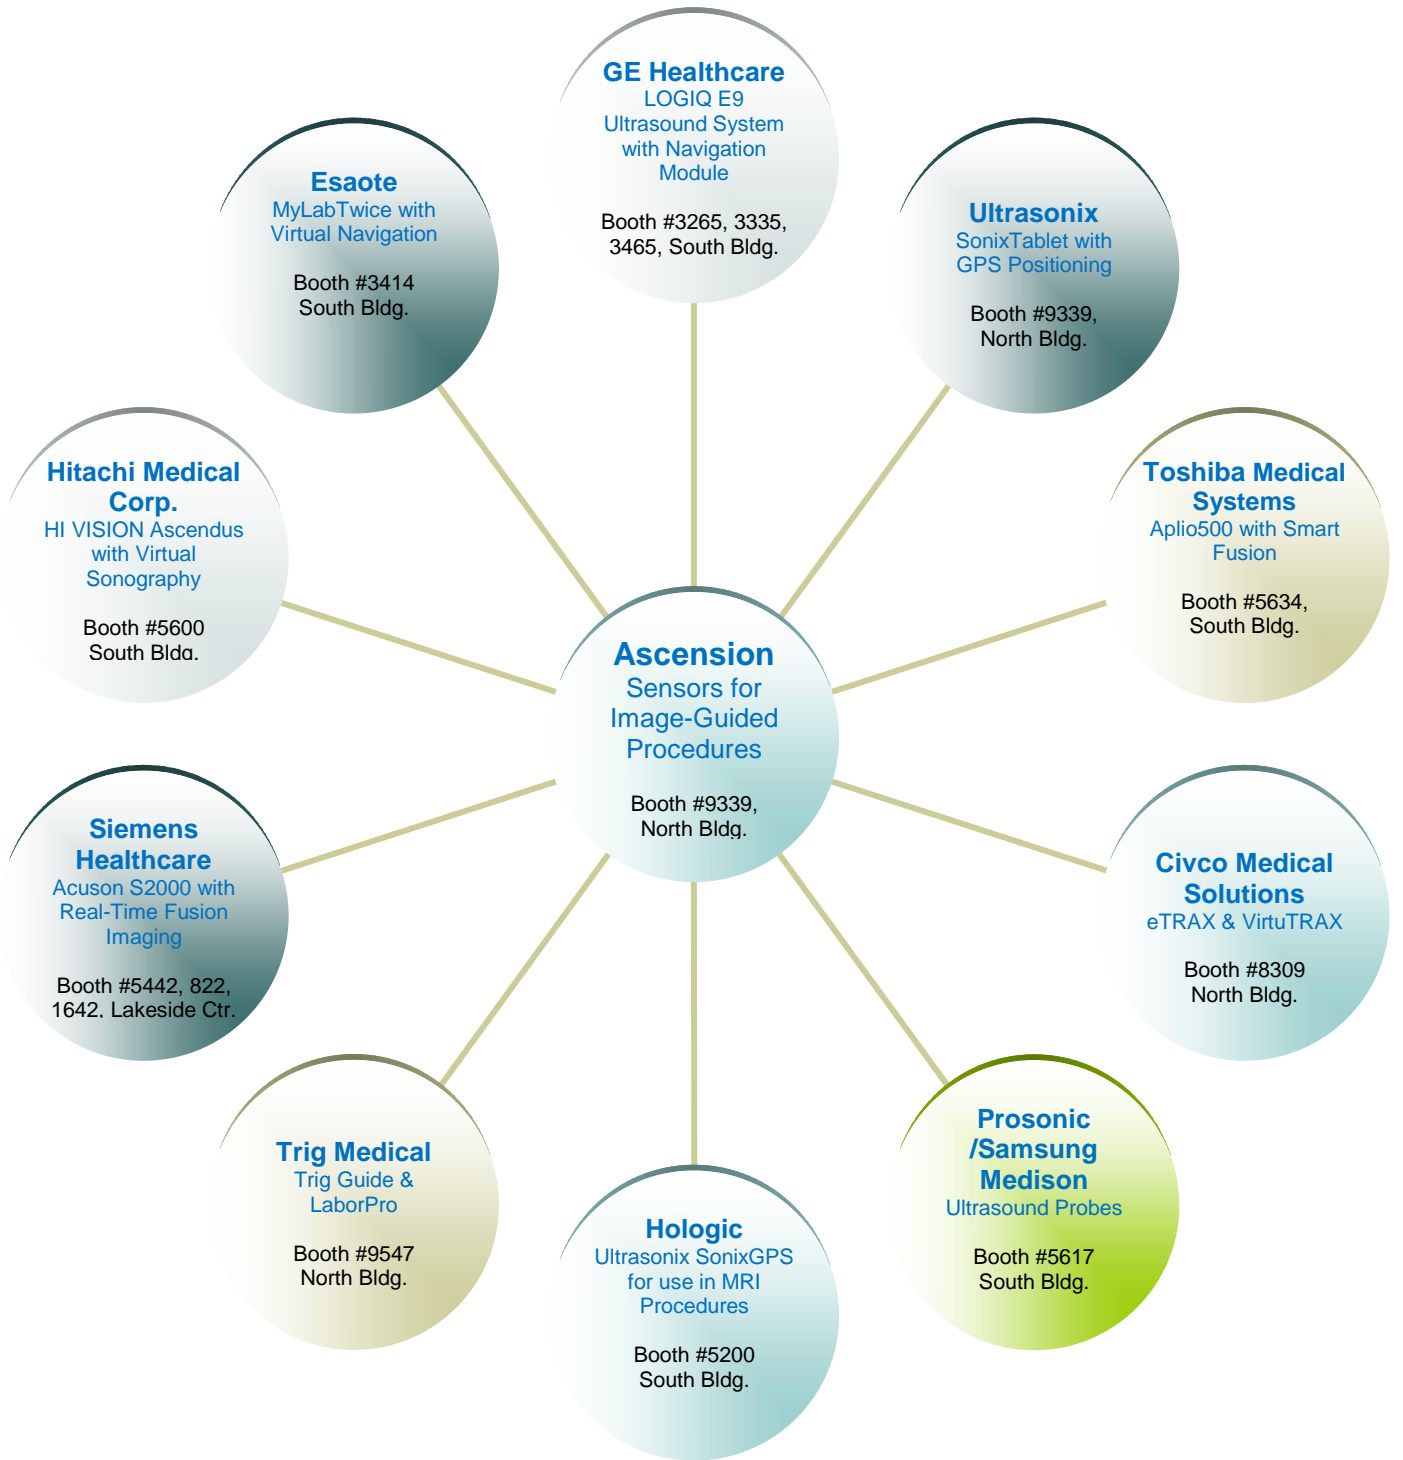 GE Healthcare
LOGIQ E9
Ultrasound System
with Navigation
Module
Booth #3265, 3335,
3465, South Bldg.
Esaote
MyLabTwice with
Virtual Navigation
Booth #3414
South Bldg.
Ultrasonix
SonixTablet with
GPS Positioning
Booth #9339,
North Bldg.
Hitachi Medical
Corp.
HI VISION Ascendus
with Virtual
Sonography
Booth #5600
South Bldg.
Toshiba Medical
Systems
Aplio500 with Smart
Fusion
Booth #5634,
South Bldg.
Ascension
Sensors for
Image-Guided
Procedures
Booth #9339,
North Bldg.
Siemens
Healthcare
Acuson S2000 with
Real-Time Fusion
Imaging
Booth #5442, 822,
1642, Lakeside Ctr.
Civco Medical
Solutions
eTRAX & VirtuTRAX
Booth #8309
North Bldg.
Trig Medical
Trig Guide &
LaborPro
Booth #9547
North Bldg.
Prosonic
/Samsung
Medison
Ultrasound Probes
Booth #5617
South Bldg.
Hologic
Ultrasonix SonixGPS
for use in MRI
Procedures
Booth #5200
South Bldg.